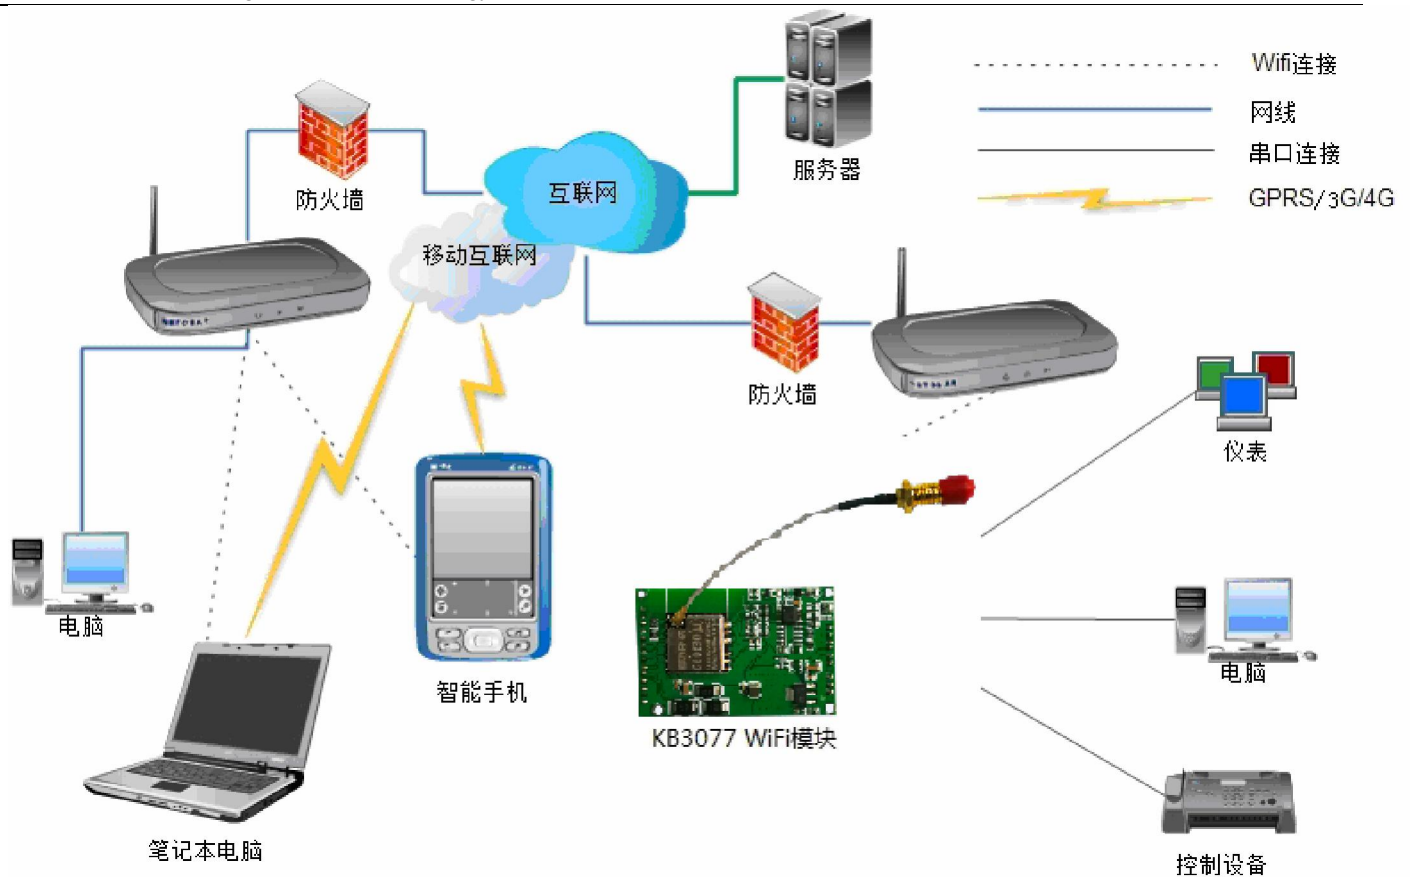 服务器
Wifi连接
网线
串口连接
GPRS/3G/4G
防火墙
互联网
移动互联网
防火墙
仪表
电脑
智能手机
电脑
KB3077 WiFi模块
笔记本电脑
控制设备